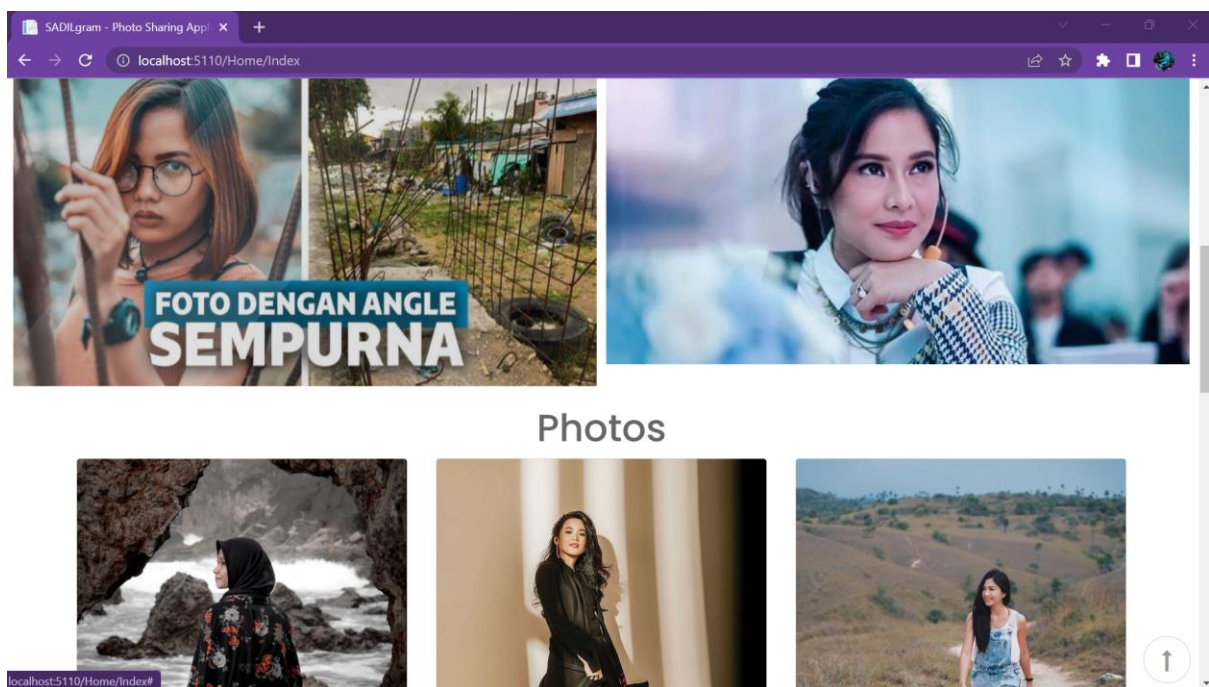 SADILgram - Photo Sharing Appl
localhost:5110/Home/Index
FOTO DENGAN ANGLE
SEMPURNA
Photos
localhost:5110/Home/Index#